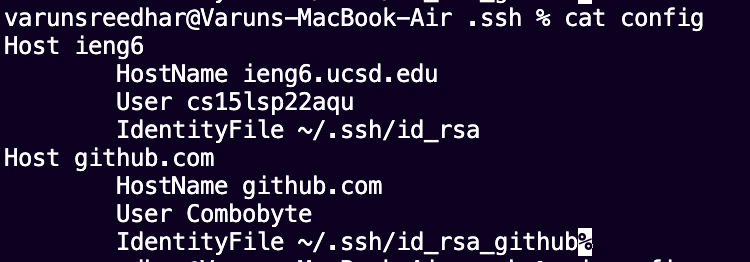 varunsreedhar@Varuns-MacBook-Air .ssh % cat config
Host ieng6
HostName ieng6.ucsd.edu
User cs15lsp22aqu
IdentityFile ~/.ssh/id_rsa
Host github.com
HostName github.com
User Combobyte
IdentityFile ~/.ssh/id_rsa_github%